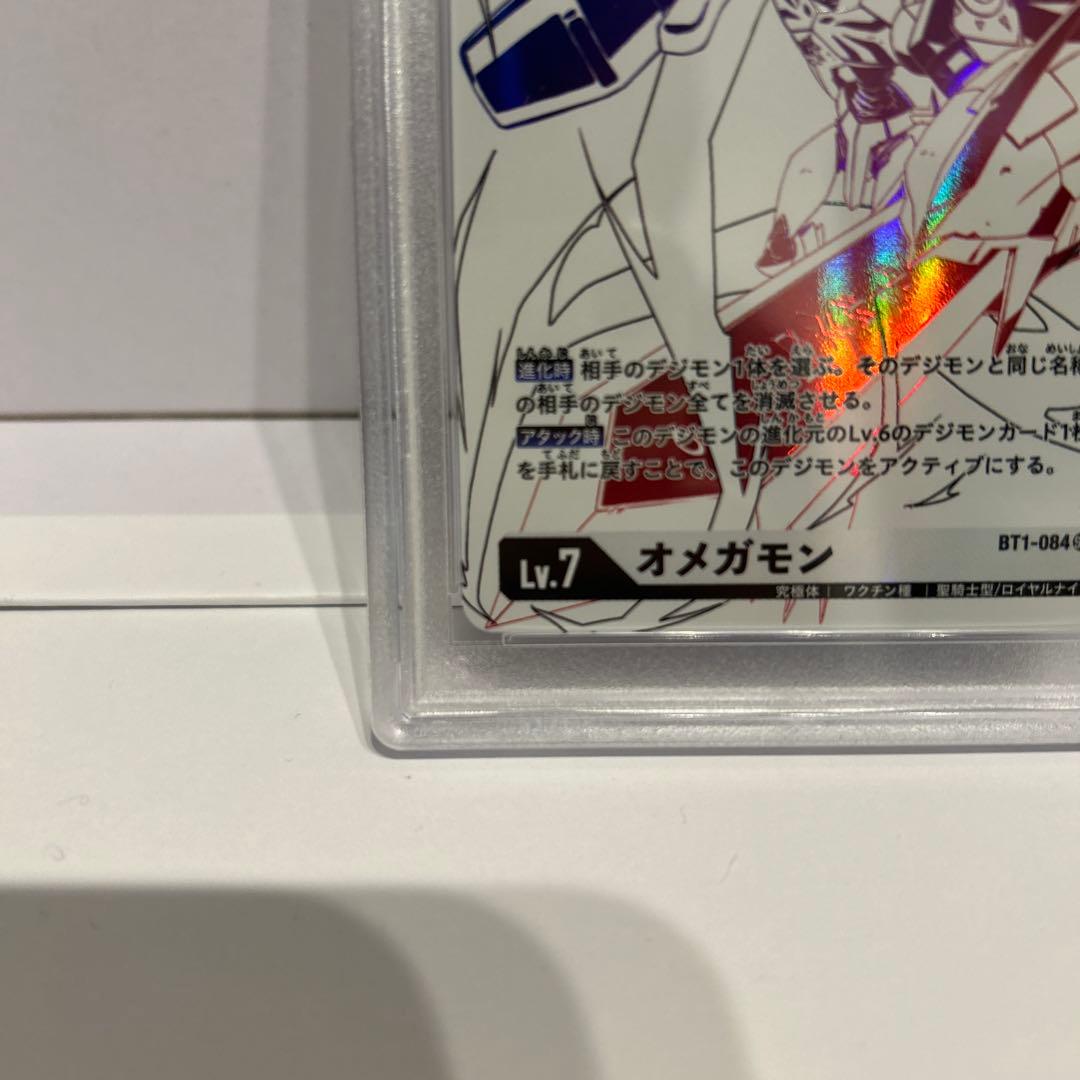 進化時 相手のデジモン1体を選ぶ。そのデジモンと同じ名称
の相手のデジモン全てを消滅させる。
アタック時 このデジモンの進化元のLv.6のデジモンカード1枚
を手札に戻すことで、このデジモンをアクティブにする。
BT1-084
Lv.7 オメガモン
究極体 | ワクチン種 | 聖騎士型/ロイヤルナイ